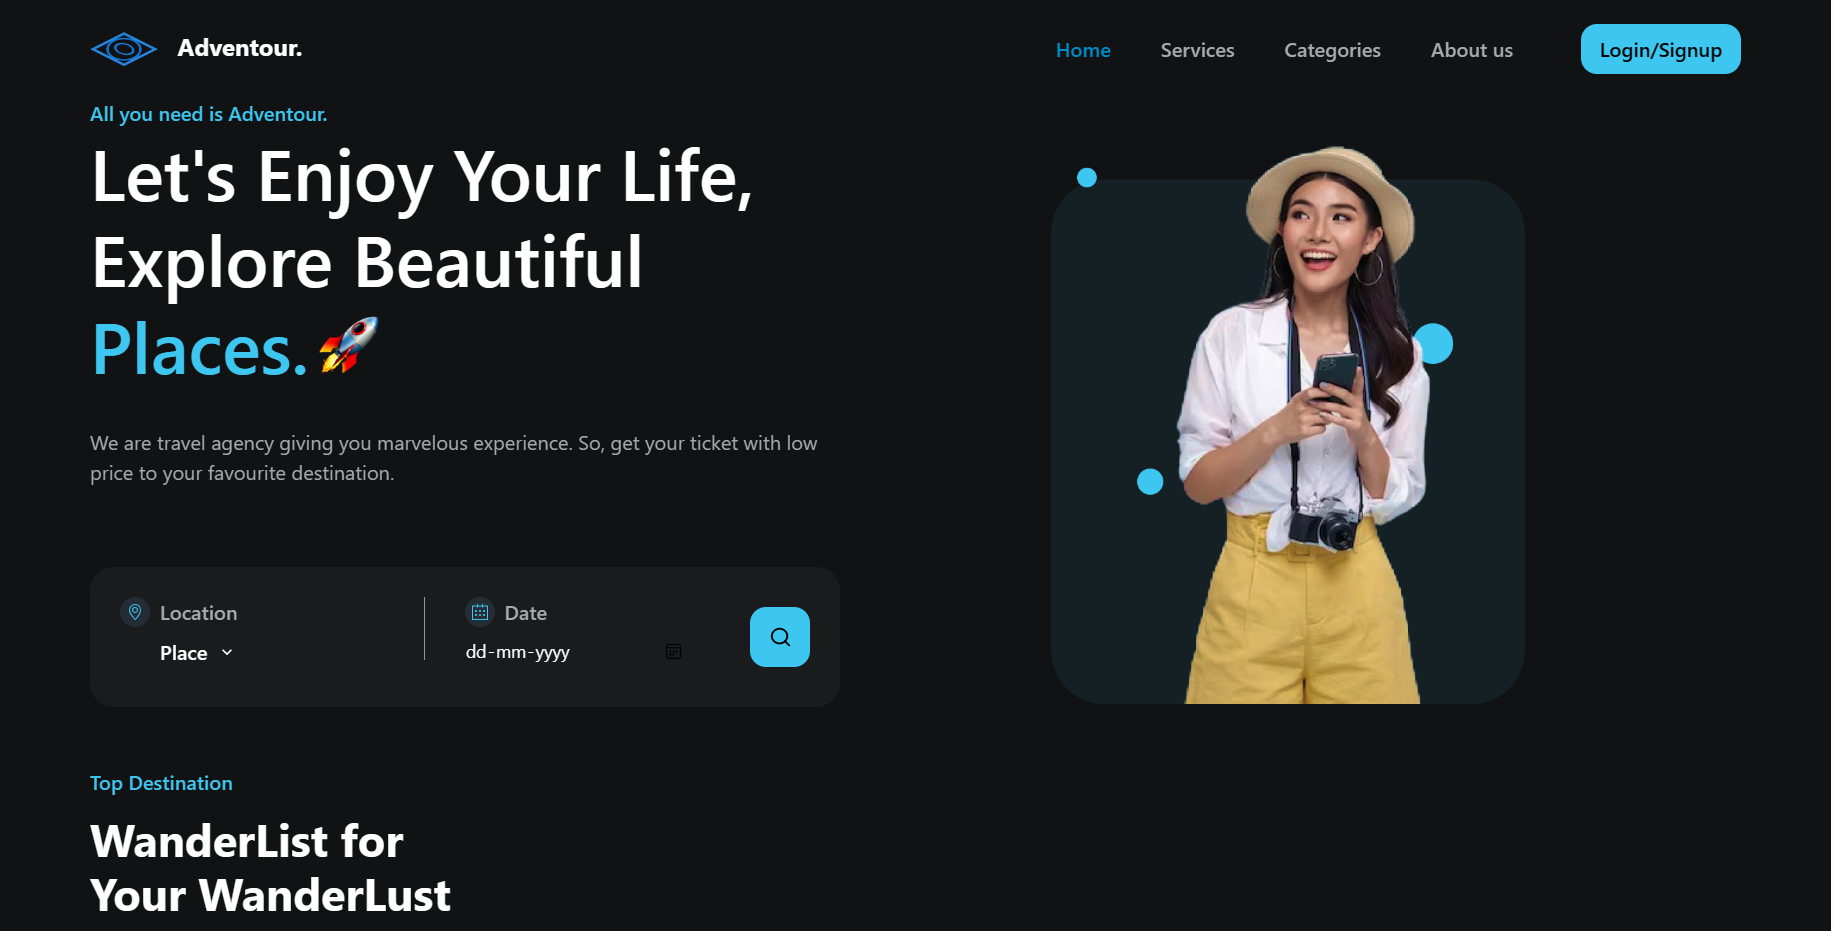 Adventour.
Home
Services
Categories
About us
Login/Signup
All you need is Adventour.
Let's Enjoy Your Life,
Explore Beautiful
Places.🚀
We are travel agency giving you marvelous experience. So, get your ticket with low
price to your favourite destination.
Location
Place
Date
dd-mm-yyyy
Top Destination
WanderList for
Your WanderLust